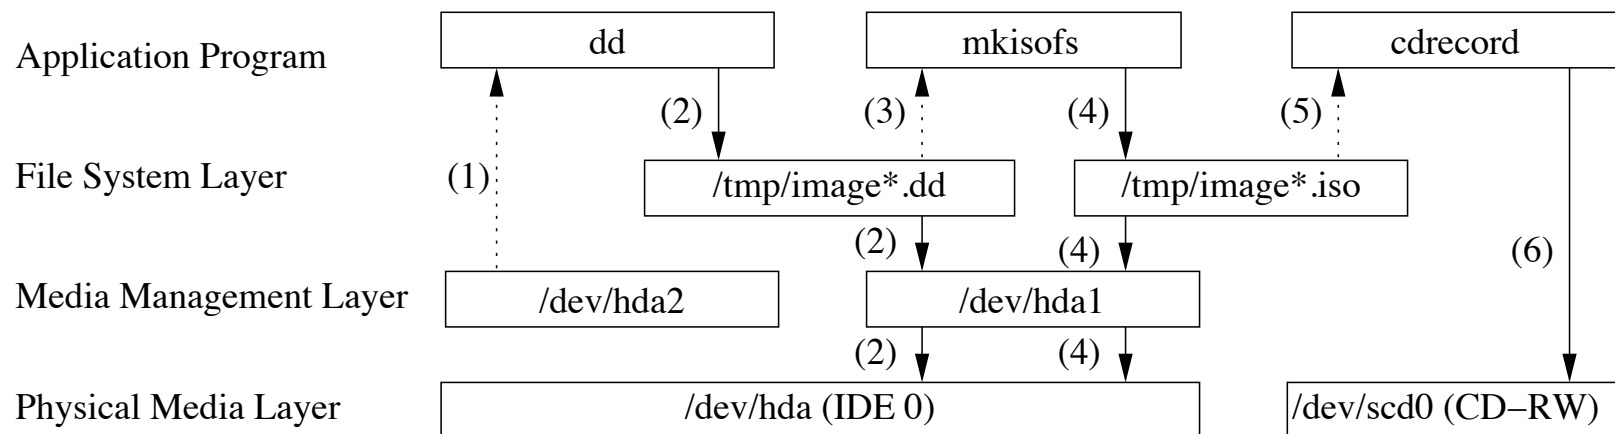 Application Program dd mkisofs cdrecord
(2) (3) (4) (5)
File System Layer (1) /tmp/image*.dd /tmp/image*.iso
(2) (4) (6)
Media Management Layer /dev/hda2 /dev/hda1
(2) (4)
Physical Media Layer /dev/hda (IDE 0) /dev/scd0 (CD−RW)